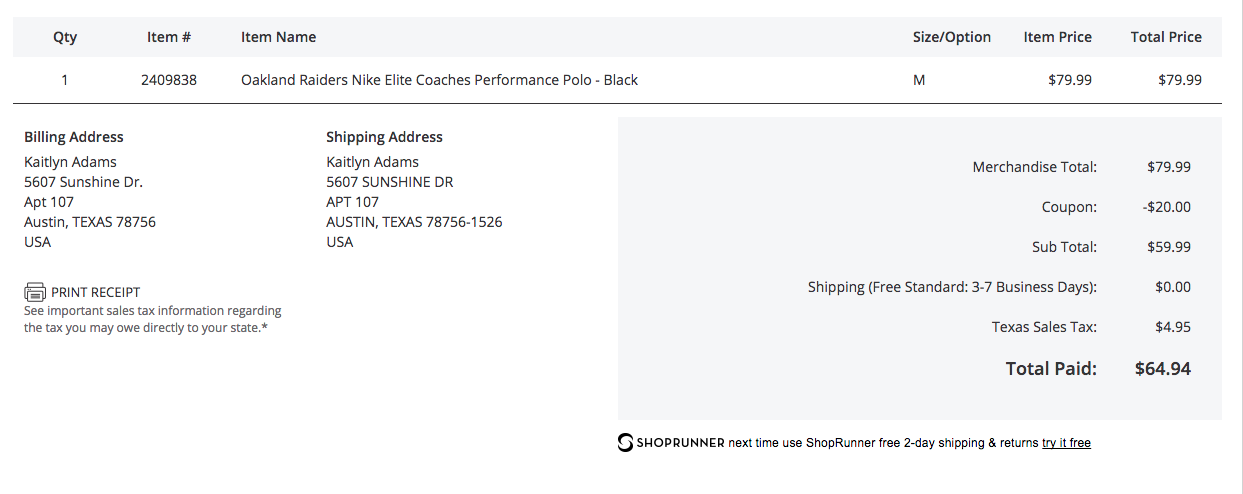 Qty Item # Item Name Size/Option Item Price Total Price
1 2409838 Oakland Raiders Nike Elite Coaches Performance Polo - Black M $79.99 $79.99
Billing Address
Kaitlyn Adams
5607 Sunshine Dr.
Apt 107
Austin, TEXAS 78756
USA
Shipping Address
Kaitlyn Adams
5607 SUNSHINE DR
APT 107
AUSTIN, TEXAS 78756-1526
USA
PRINT RECEIPT
See important sales tax information regarding
the tax you may owe directly to your state.*
Merchandise Total: $79.99
Coupon: -$20.00
Sub Total: $59.99
Shipping (Free Standard: 3-7 Business Days): $0.00
Texas Sales Tax: $4.95
Total Paid: $64.94
SHOPRUNNER next time use ShopRunner free 2-day shipping & returns try it free